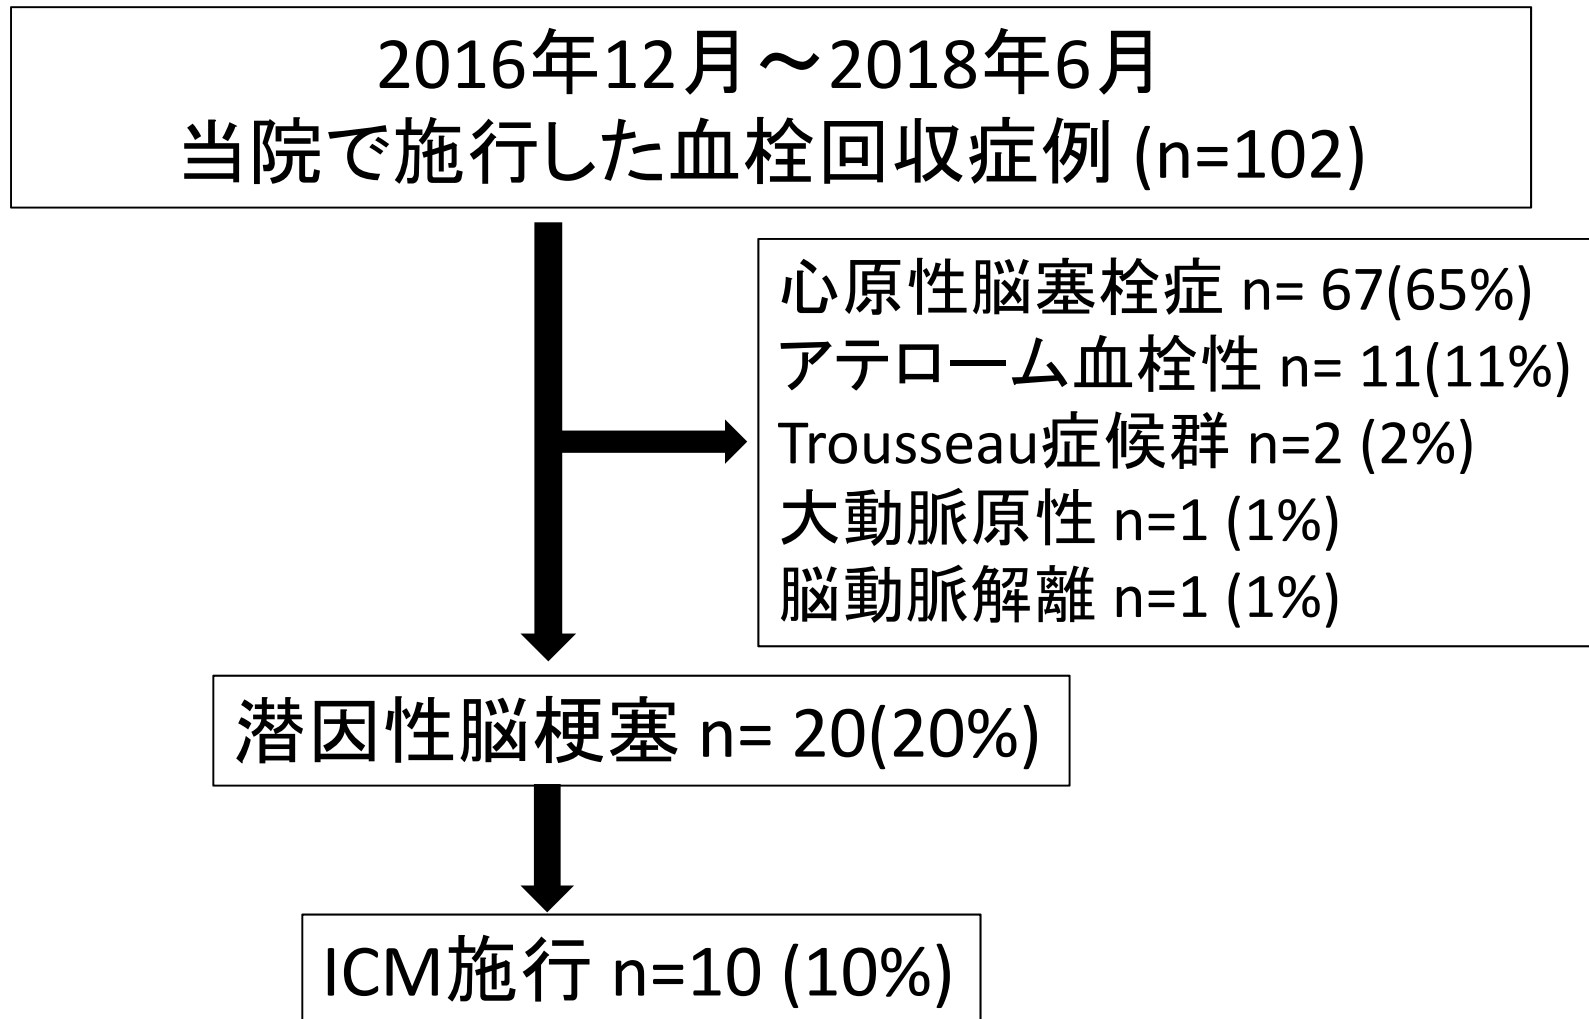 2016年12月～2018年6月
当院で施行した血栓回収症例 (n=102)
心原性脳塞栓症 n= 67(65%)
アテローム血栓性 n= 11(11%)
Trousseau症候群 n=2 (2%)
大動脈原性 n=1 (1%)
脳動脈解離 n=1 (1%)
潜因性脳梗塞 n= 20(20%)
ICM施行 n=10 (10%)